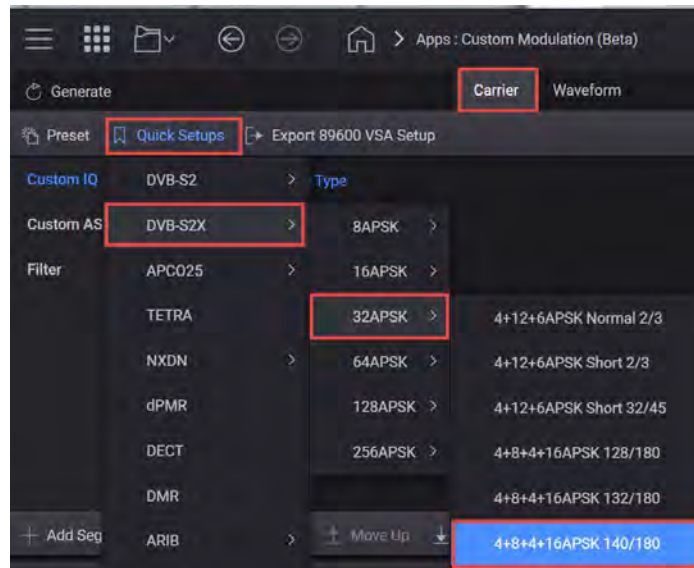 > Apps : Custom Modulation (Beta)
Generate
Carrier
Waveform
Preset
Quick Setups
Export 89600 VSA Setup
Custom IQ
DVB-S2 >
Type
Custom AS
DVB-S2X >
8APSK >
Filter
APCO25 >
16APSK >
TETRA
32APSK >
4+12+6APSK Normal 2/3
NXDN >
64APSK >
4+12+6APSK Short 2/3
dPMR
128APSK >
4+12+6APSK Short 32/45
DECT
256APSK >
4+8+4+16APSK 128/180
DMR
4+8+4+16APSK 132/180
+ Add Seg
ARIB >
Move Up
4+8+4+16APSK 140/180